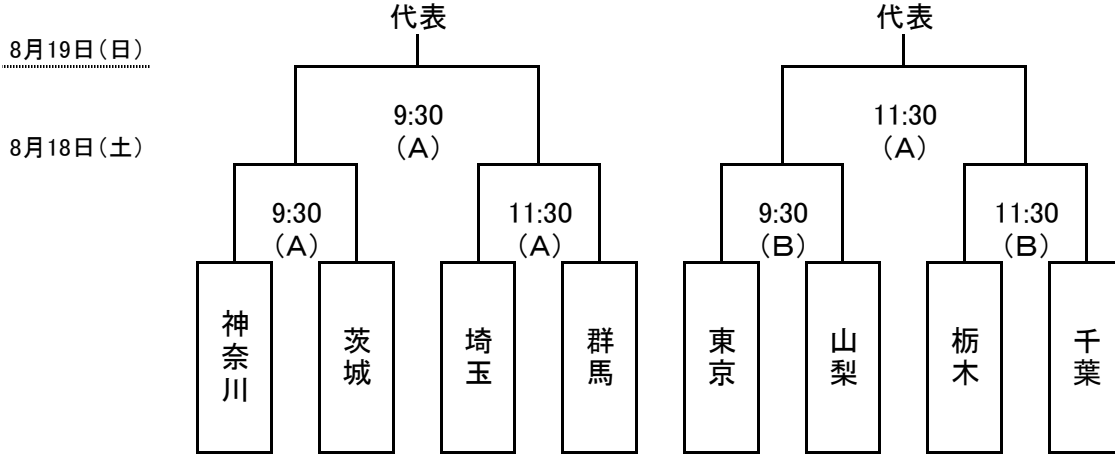 代表
代表
8月19日(日)
9:30
(A)
11:30
(A)
8月18日(土)
9:30
(A)
11:30
(A)
9:30
(B)
11:30
(B)
神奈川
茨城
埼玉
群馬
東京
山梨
栃木
千葉